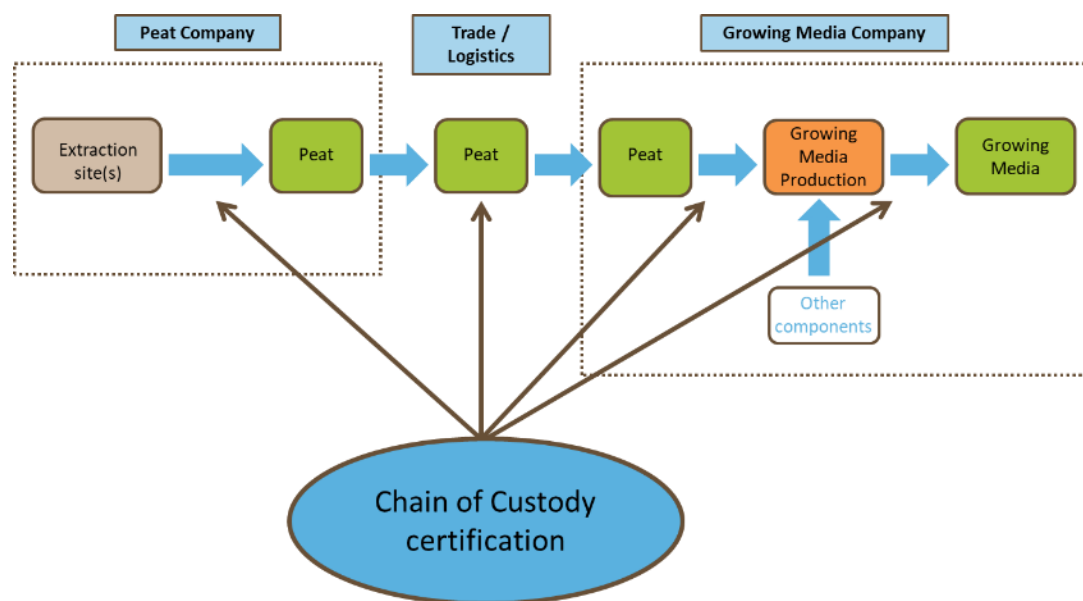 Peat Company
Trade /
Logistics
Growing Media Company
Extraction
site(s)
Peat
Peat
Peat
Growing
Media
Production
Growing
Media
Other
components
Chain of Custody
certification